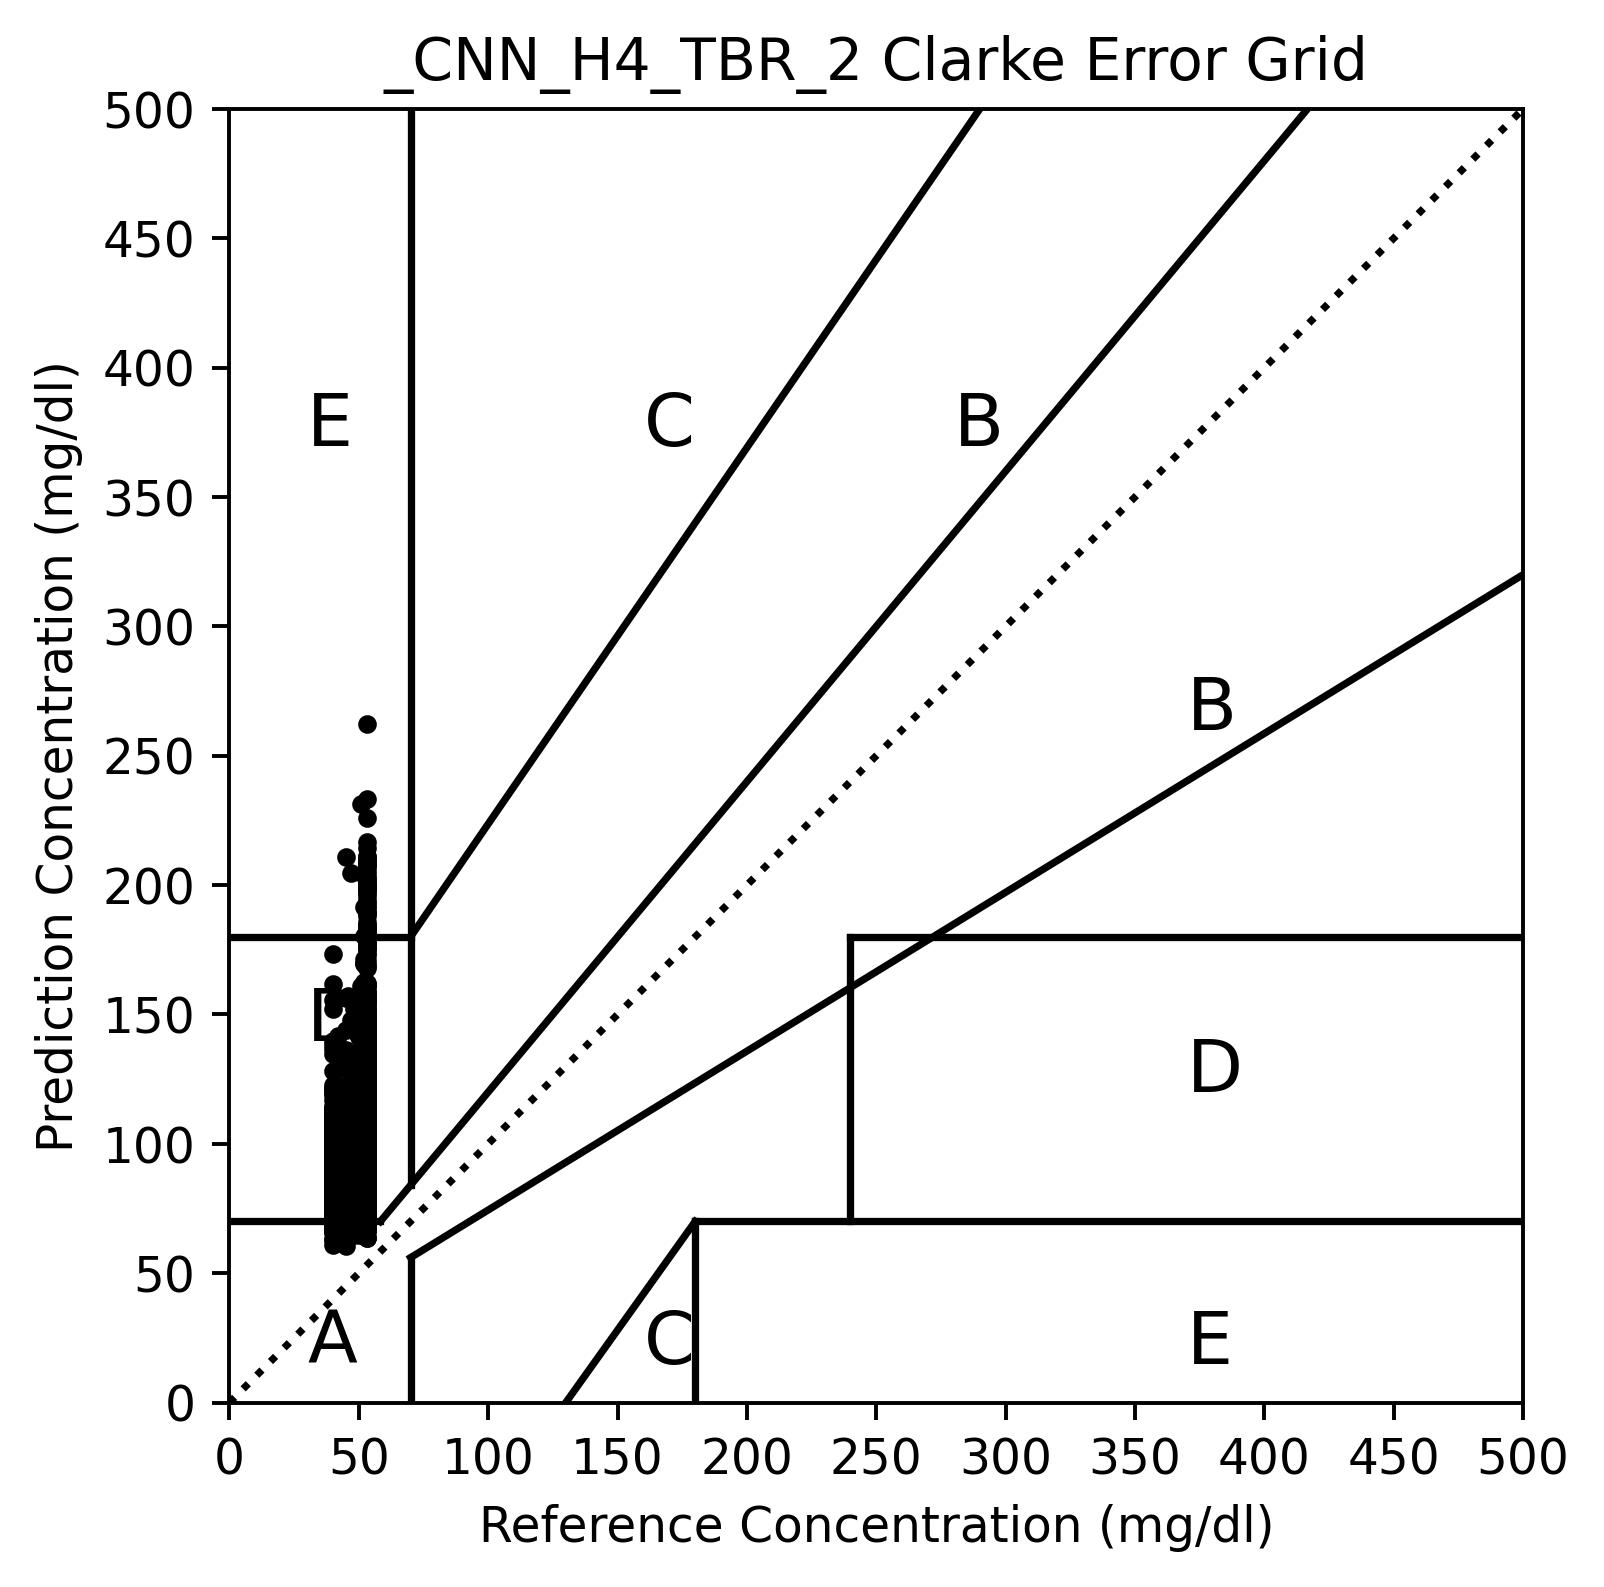 _CNN_H4_TBR_2 Clarke Error Grid
500
450
400
350
300
250
200
150
100
50
0
Prediction Concentration (mg/dl)
E
C
B
B
D
D
A
C
E
0 50 100 150 200 250 300 350 400 450 500
Reference Concentration (mg/dl)